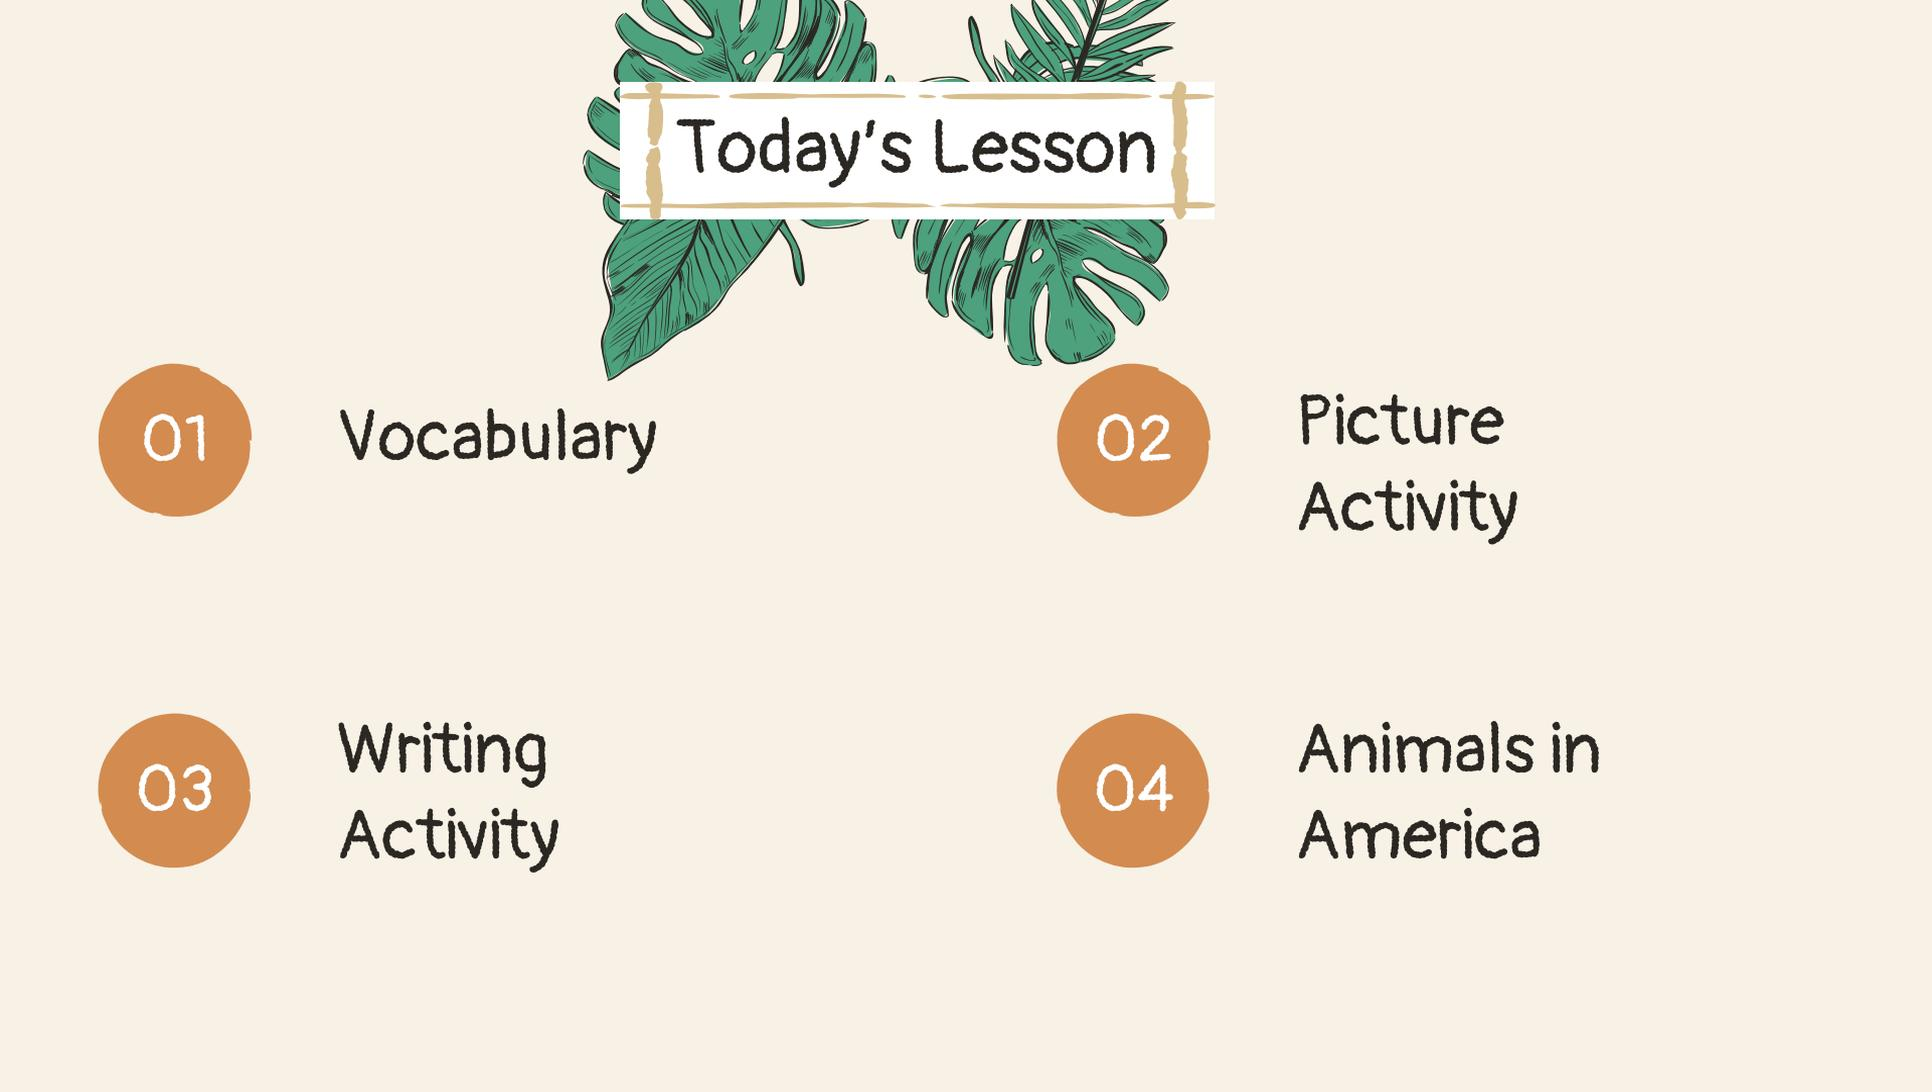 Today's Lesson
01
Vocabulary
02
Picture
Activity
03
Writing
Activity
04
Animals in
America